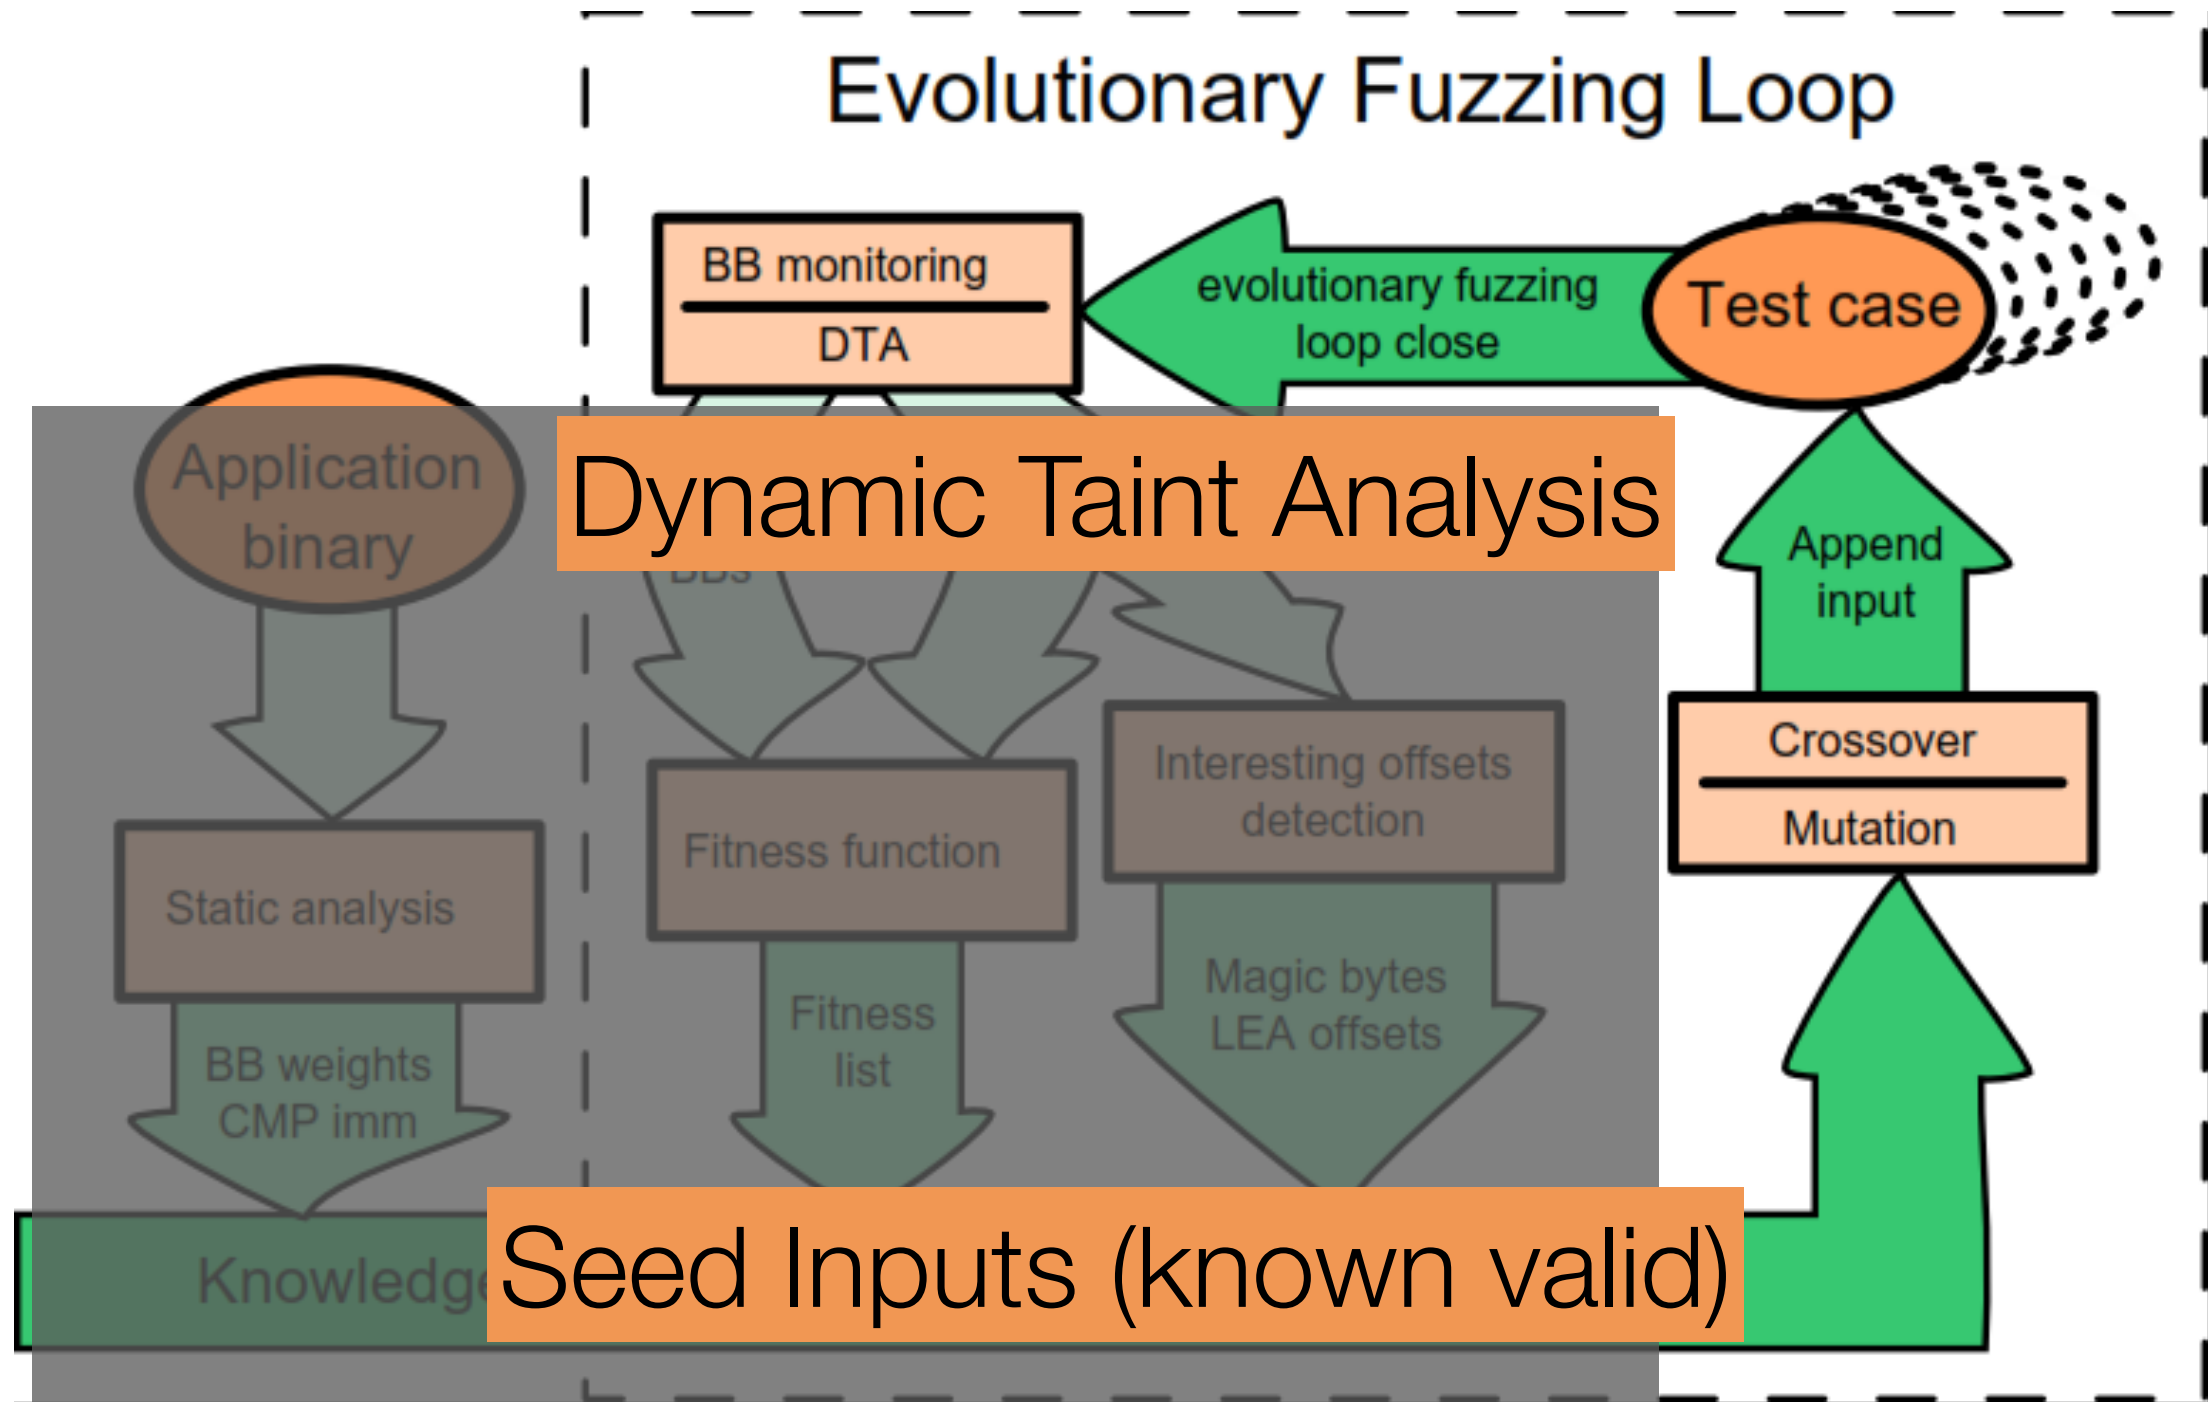 Evolutionary Fuzzing Loop
BB monitoring
DTA
evolutionary fuzzing
loop close
Test case
Application
binary
Dynamic Taint Analysis
BBs
Append
input
Static analysis
Fitness function
Interesting offsets
detection
Crossover
Mutation
BB weights
CMP imm
Fitness
list
Magic bytes
LEA offsets
Knowledge
Seed Inputs (known valid)